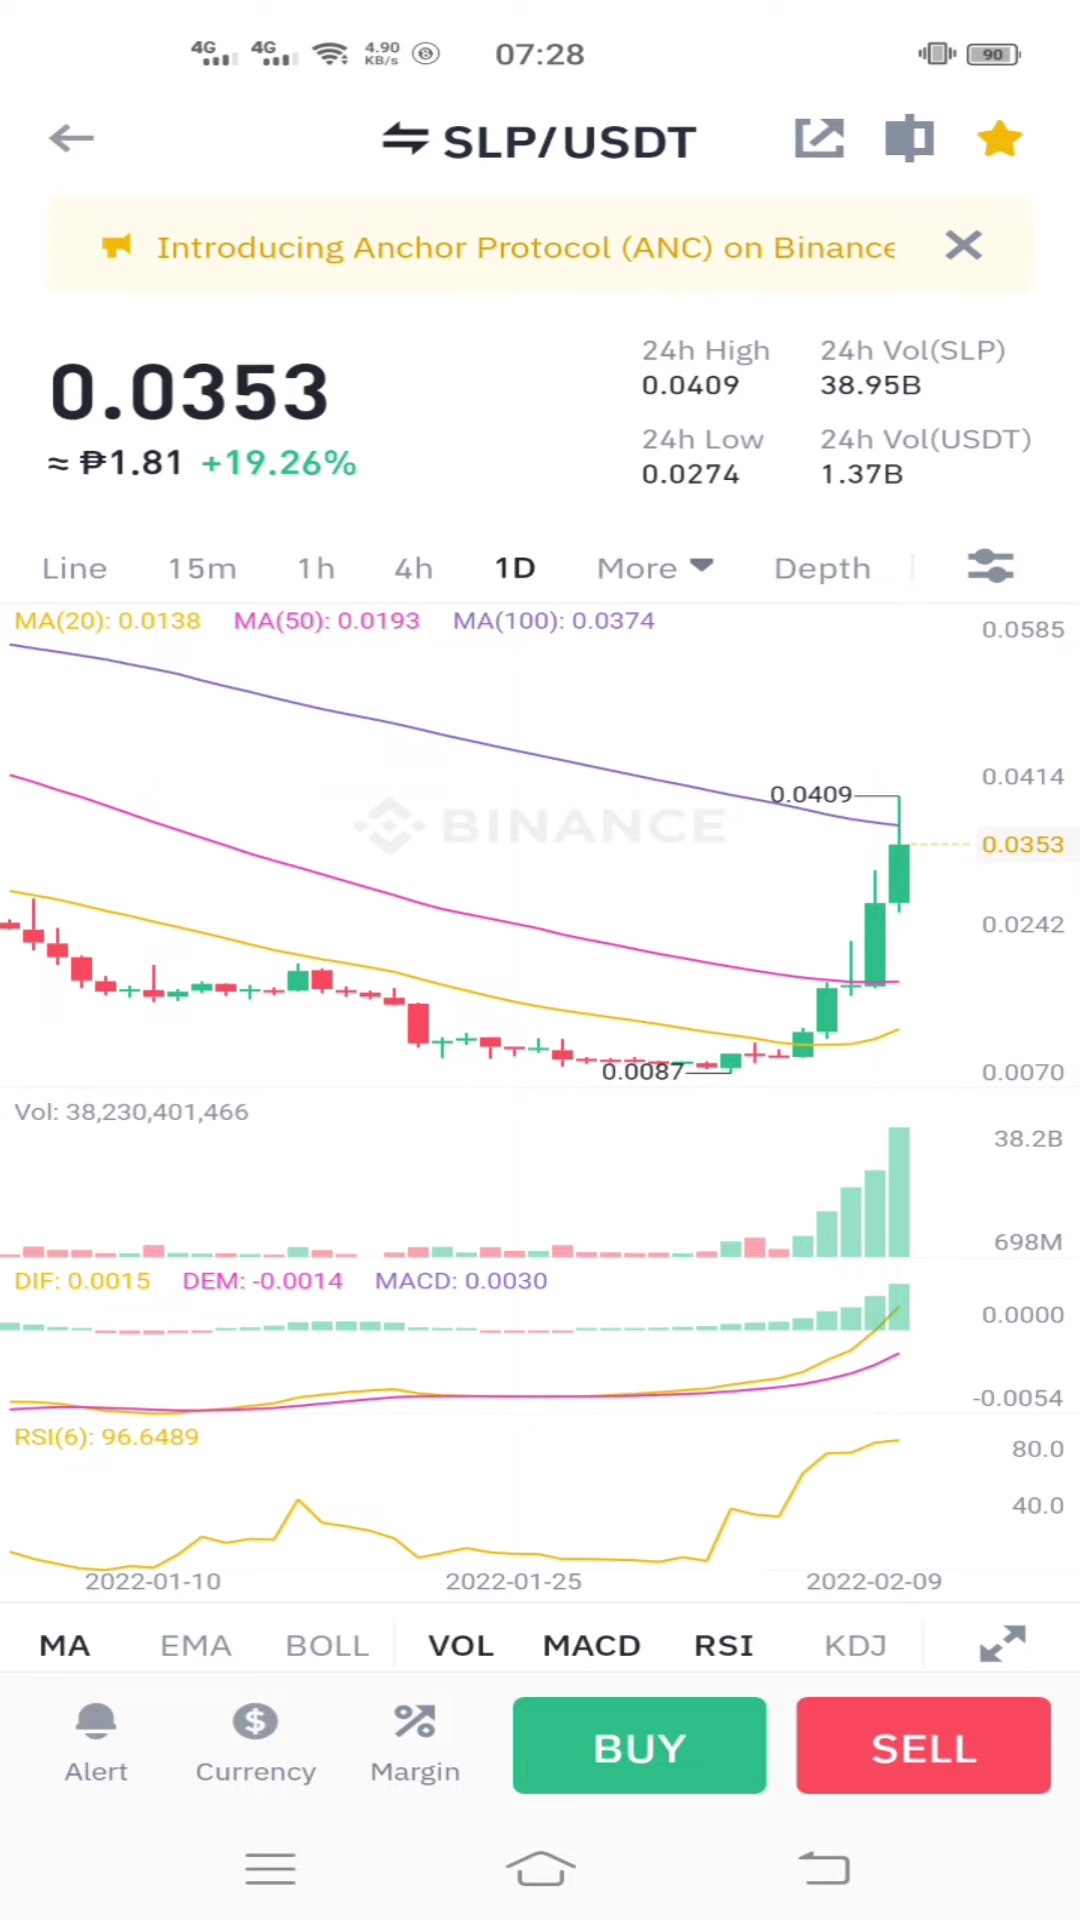 4G 4G 4.90 KB/s 8 07:28 90
SLP/USDT
Introducing Anchor Protocol (ANC) on Binance
0.0353
≈ ₱1.81 +19.26%
24h High 24h Vol(SLP)
0.0409 38.95B
24h Low 24h Vol(USDT)
0.0274 1.37B
Line 15m 1h 4h 1D More Depth
MA(20): 0.0138 MA(50): 0.0193 MA(100): 0.0374
0.0585
0.0414
0.0409
BINANCE
0.0353
0.0242
0.0087
0.0070
Vol: 38,230,401,466
38.2B
698M
DIF: 0.0015 DEM: -0.0014 MACD: 0.0030
0.0000
-0.0054
RSI(6): 96.6489
80.0
40.0
2022-01-10 2022-01-25 2022-02-09
MA EMA BOLL VOL MACD RSI KDJ
Alert Currency Margin BUY SELL